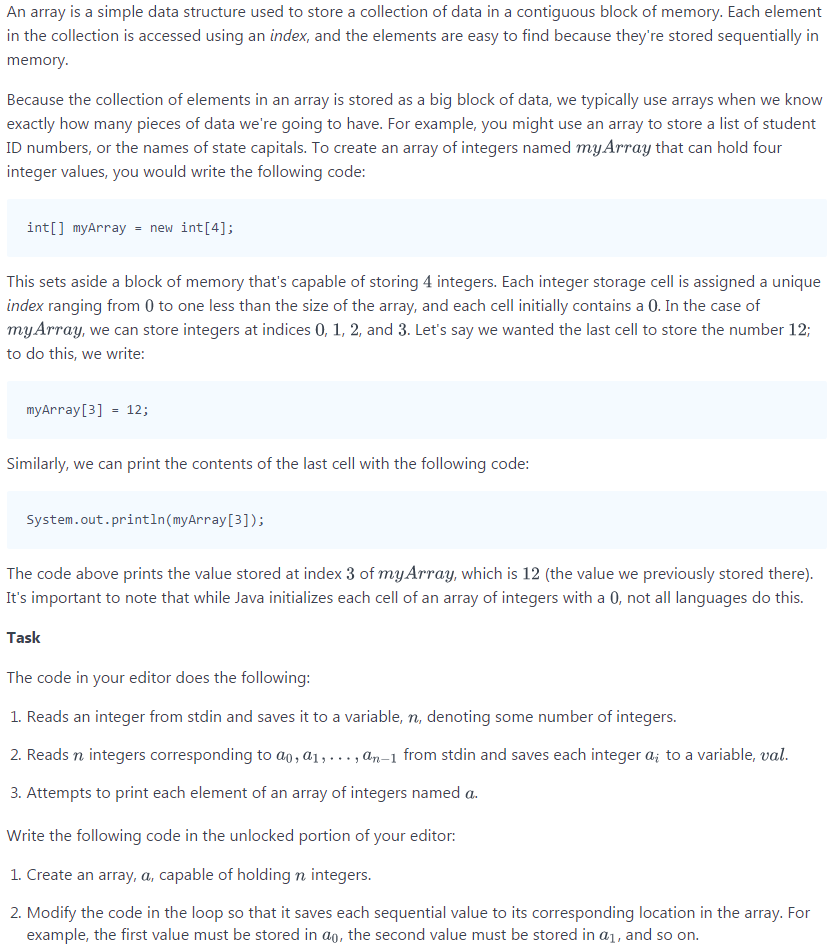 An array is a simple data structure used to store a collection of data in a contiguous block of memory. Each element
in the collection is accessed using an index, and the elements are easy to find because they're stored sequentially in
memory.
Because the collection of elements in an array is stored as a big block of data, we typically use arrays when we know
exactly how many pieces of data we're going to have. For example, you might use an array to store a list of student
ID numbers, or the names of state capitals. To create an array of integers named myArray that can hold four
integer values, you would write the following code:
int[] myArray = new int[4];
This sets aside a block of memory that's capable of storing 4 integers. Each integer storage cell is assigned a unique
index ranging from 0 to one less than the size of the array, and each cell initially contains a 0. In the case of
myArray, we can store integers at indices 0, 1, 2, and 3. Let's say we wanted the last cell to store the number 12;
to do this, we write:
myArray[3] = 12;
Similarly, we can print the contents of the last cell with the following code:
System.out.println(myArray[3]);
The code above prints the value stored at index 3 of myArray, which is 12 (the value we previously stored there).
It's important to note that while Java initializes each cell of an array of integers with a 0, not all languages do this.
Task
The code in your editor does the following:
1. Reads an integer from stdin and saves it to a variable, n, denoting some number of integers.
2. Reads n integers corresponding to a₀, a₁, . . . , aₙ₋₁ from stdin and saves each integer aᵢ to a variable, val.
3. Attempts to print each element of an array of integers named a.
Write the following code in the unlocked portion of your editor:
1. Create an array, a, capable of holding n integers.
2. Modify the code in the loop so that it saves each sequential value to its corresponding location in the array. For
example, the first value must be stored in a₀, the second value must be stored in a₁, and so on.